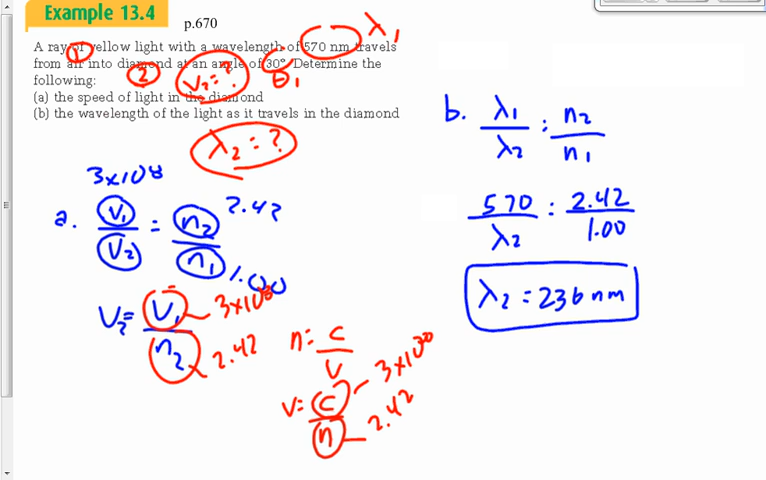 Example 13.4
p.670
λ₁
A ray of yellow light with a wavelength of 570 nm travels
from air into diamond at an angle of 30°. Determine the
following:
(a) the speed of light in the diamond
(b) the wavelength of the light as it travels in the diamond
1
2
V₂ = ?
θ₁
λ₂ = ?
3x10⁸
a. V₁/V₂ = n₂/n₁
2.42
1.00
V₂ = V₁/n₂
3x10⁸
2.42
n = c/v
v = c/n
3x10⁸
2.42
b. λ₁/λ₂ : n₂/n₁
570/λ₂ : 2.42/1.00
λ₂ = 236 nm